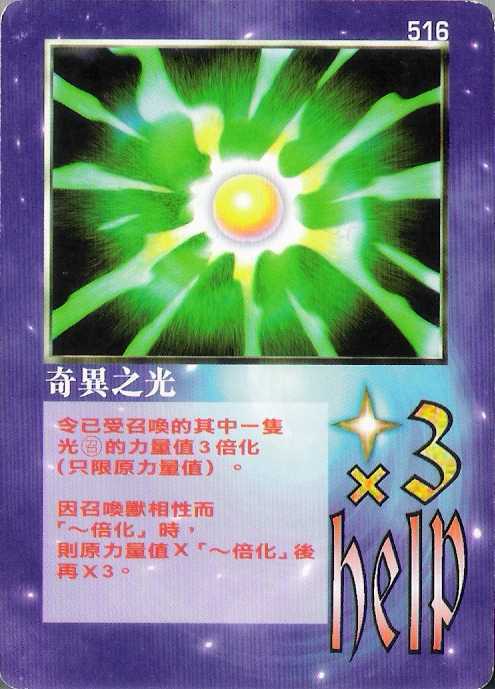 516
奇異之光
令已受召喚的其中一隻
光㊊的力量值3倍化
(只限原力量值)。
因召喚獸相性而
「～倍化」時，
則原力量值X「～倍化」後
再X3。
x3
help